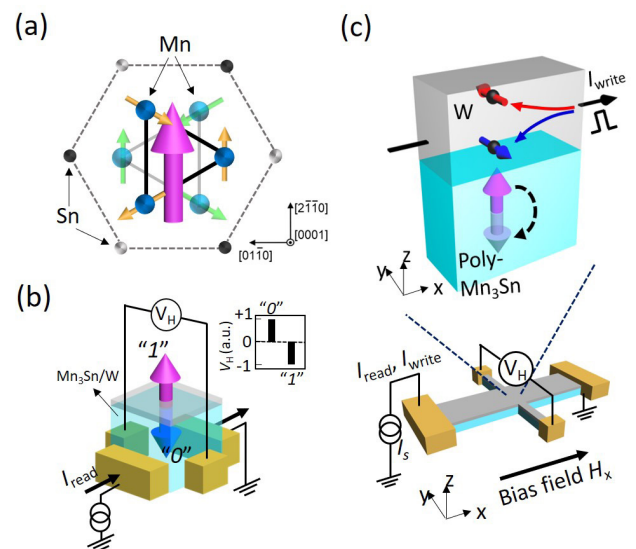 (a)
Mn
Sn
[2110]
[0001]
[0110]
(b)
V_H
"1"
Mn3Sn/W
"0"
I_read
V_H (a.u.)
+1
0
-1
"0"
"1"
(c)
W
I_write
Poly-
Mn3Sn
y z x
I_read, I_write
V_H
I_s
Bias field H_x
y z x